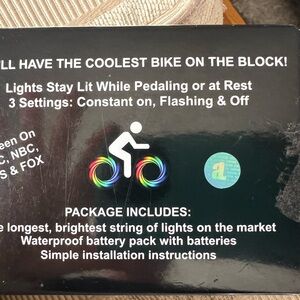 'LL HAVE THE COOLEST BIKE ON THE BLOCK!
Lights Stay Lit While Pedaling or at Rest
3 Settings: Constant on, Flashing & Off
een On
C, NBC,
S & FOX
a
PACKAGE INCLUDES:
e longest, brightest string of lights on the market
Waterproof battery pack with batteries
Simple installation instructions